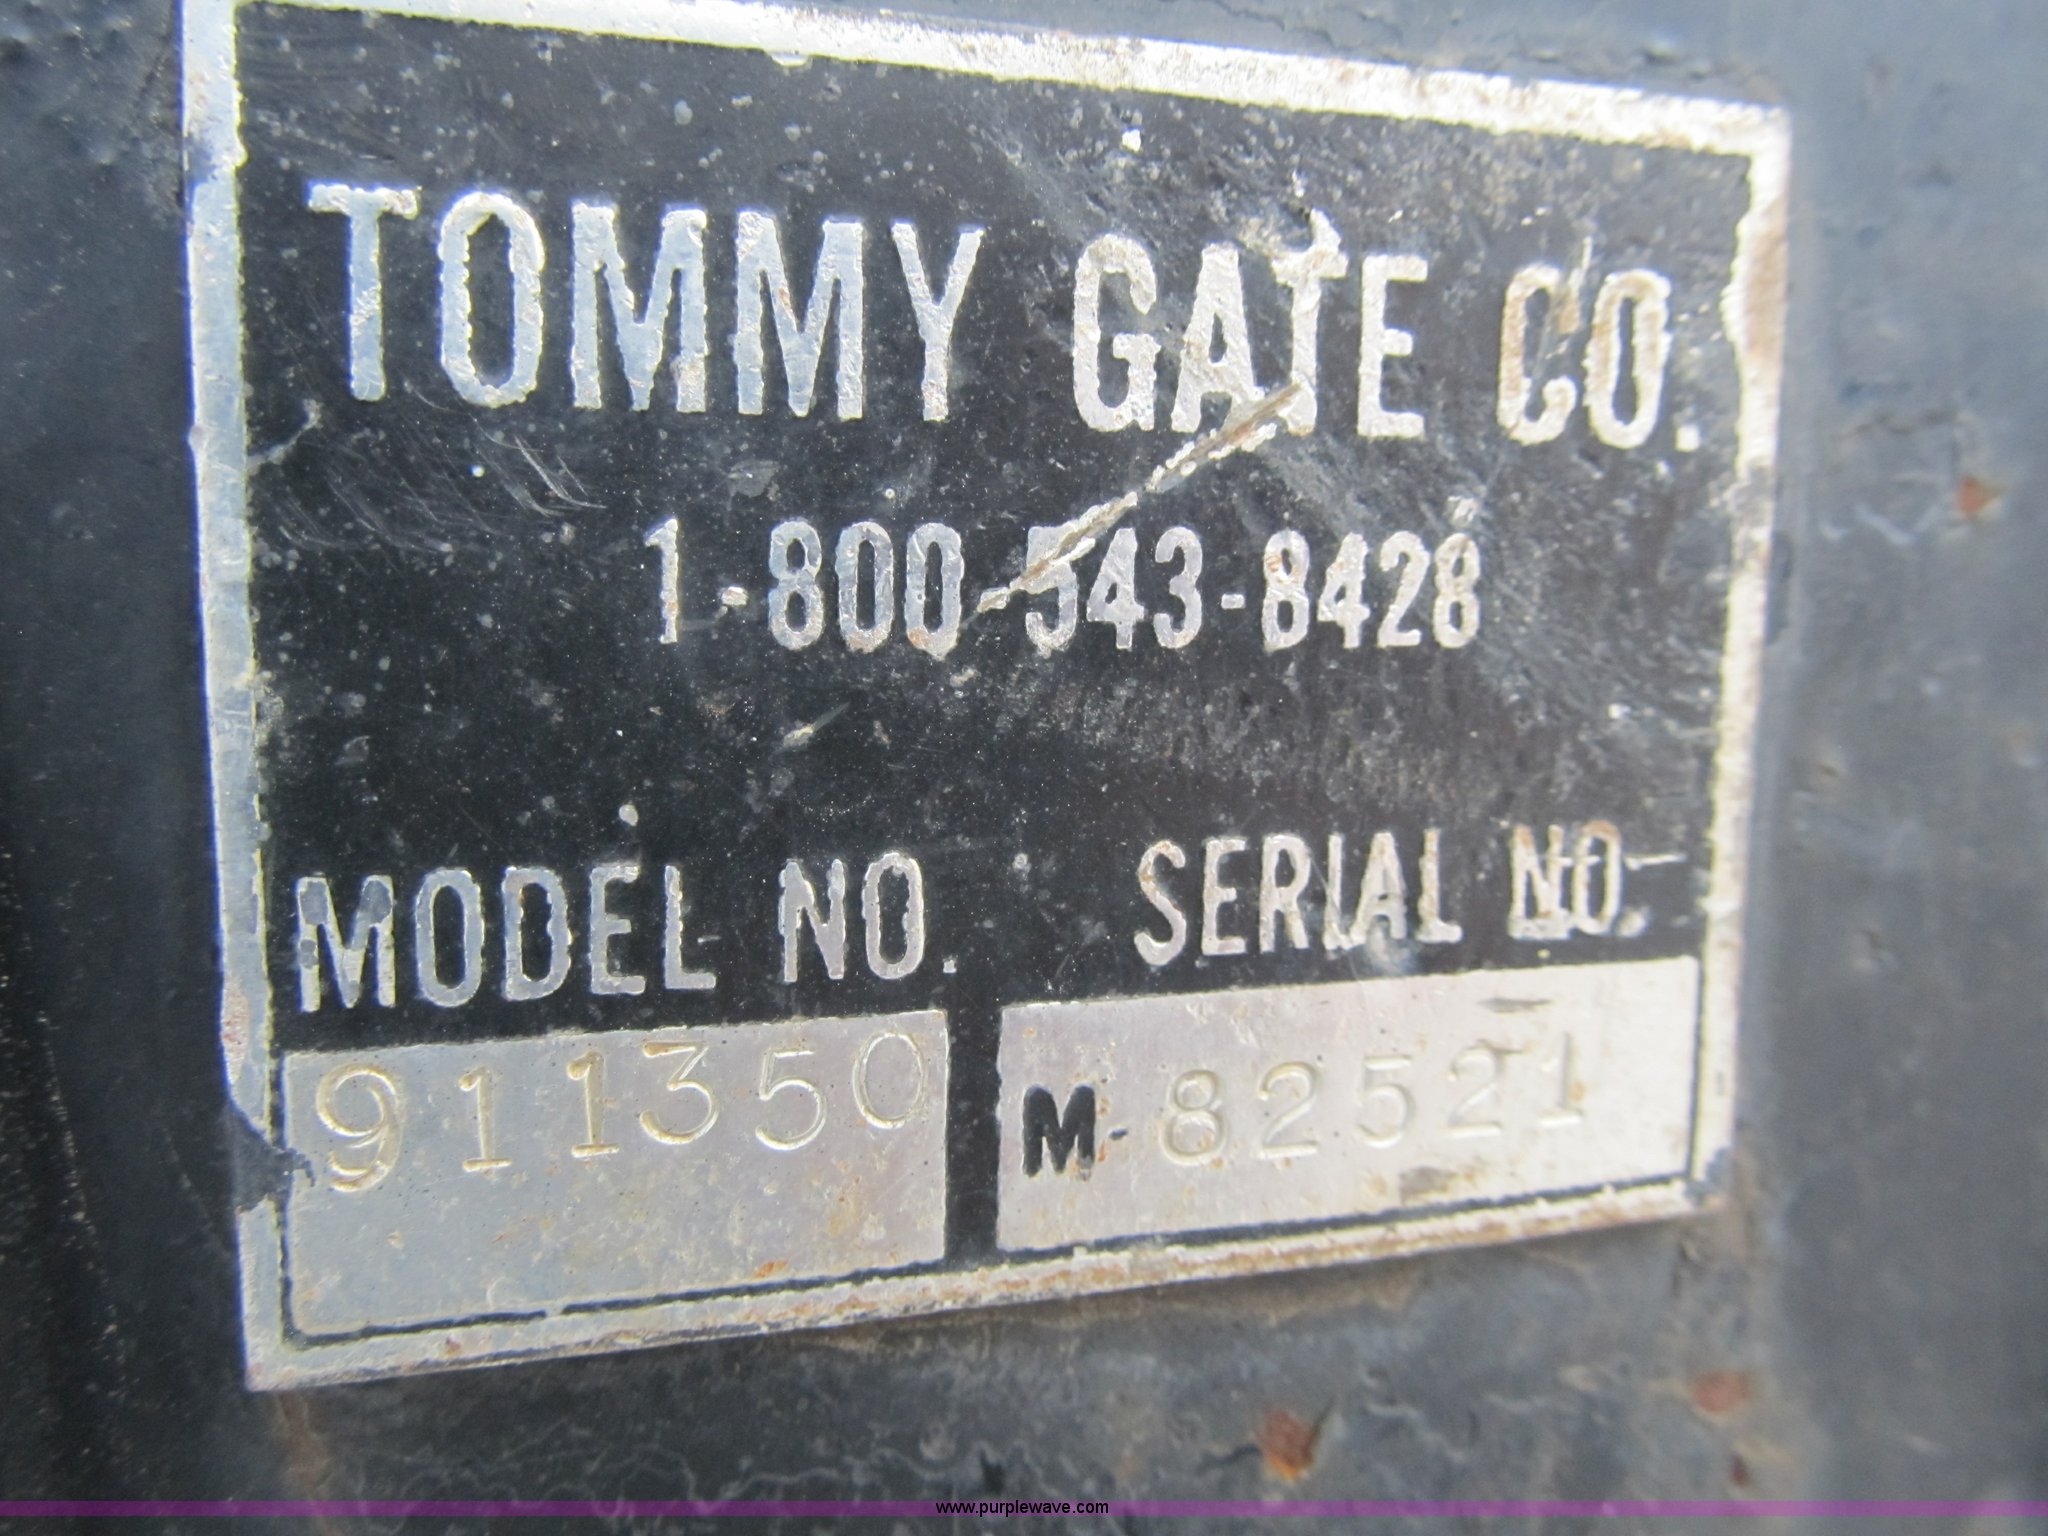 TOMMY GATE CO.
1-800-543-8428
MODEL NO. SERIAL NO.
911350 M 82521
www.purplewave.com